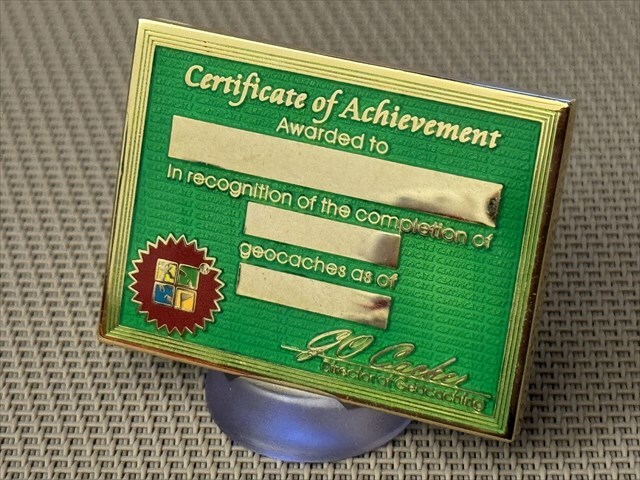 Certificate of Achievement
Awarded to
In recognition of the completion of
geocaches as of
®
Director of Geocaching